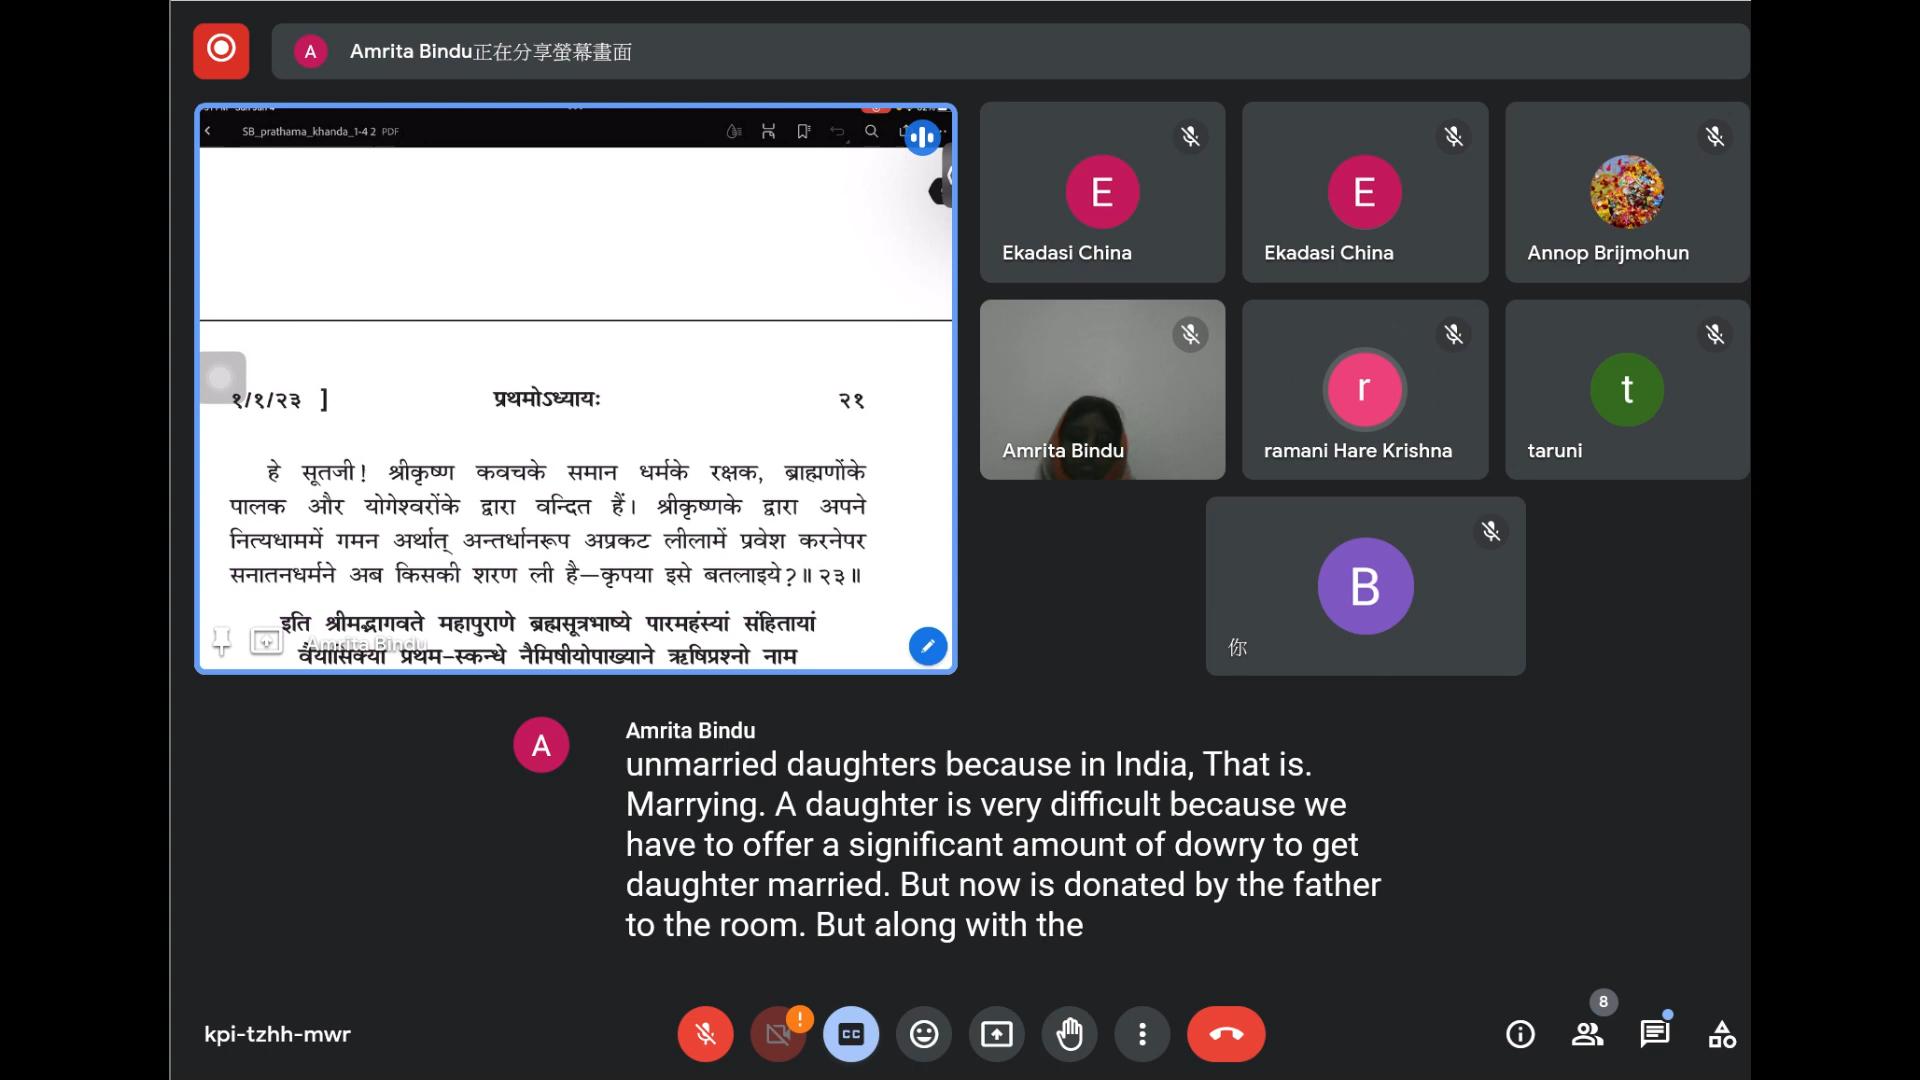 A Amrita Bindu正在分享螢幕畫面
SB_prathama_khanda_1-4 2 PDF
१/१/२३ ] प्रथमोऽध्यायः २१
हे सूतजी! श्रीकृष्ण कवचके समान धर्मके रक्षक, ब्राह्मणोंके
पालक और योगेश्वरोंके द्वारा वन्दित हैं। श्रीकृष्णके द्वारा अपने
नित्यधाममें गमन अर्थात् अन्तर्धानरूप अप्रकट लीलामें प्रवेश करनेपर
सनातनधर्मने अब किसकी शरण ली है—कृपया इसे बतलाइये?॥ २३॥
इति श्रीमद्भागवते महापुराणे ब्रह्मसूत्रभाष्ये पारमहंस्यां संहितायां
वैयासिक्यां प्रथम-स्कन्धे नैमिषीयोपाख्याने ऋषिप्रश्नो नाम
Amrita Bindu
E
Ekadasi China
E
Ekadasi China
Annop Brijmohun
Amrita Bindu
r
ramani Hare Krishna
t
taruni
B
你
A
Amrita Bindu
unmarried daughters because in India, That is.
Marrying. A daughter is very difficult because we
have to offer a significant amount of dowry to get
daughter married. But now is donated by the father
to the room. But along with the
kpi-tzhh-mwr
CC
8